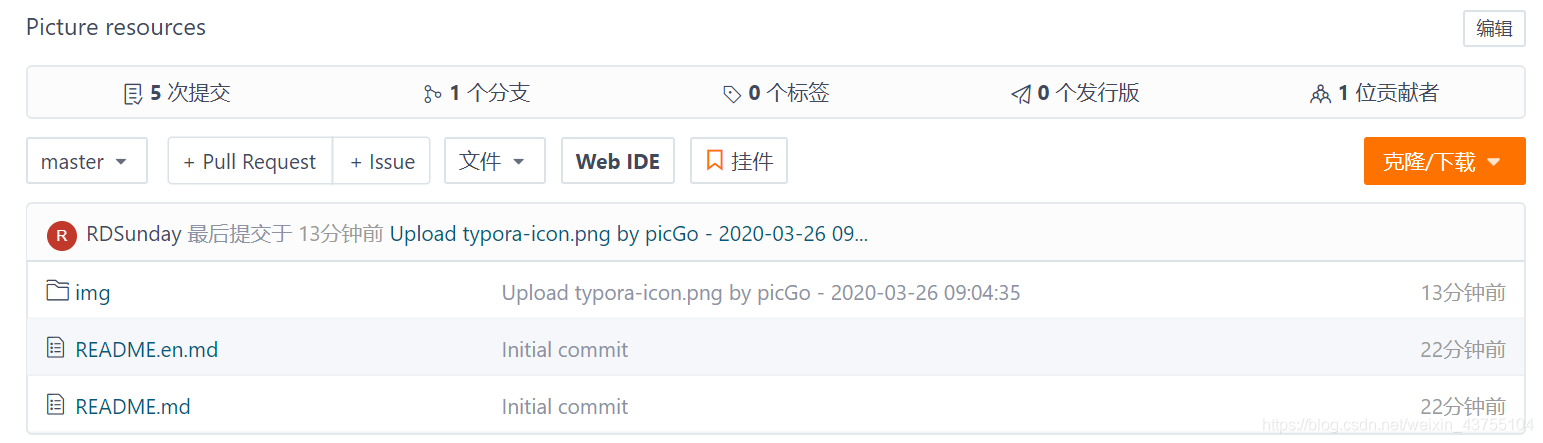 Picture resources 编辑
5 次提交 1 个分支 0 个标签 0 个发行版 1 位贡献者
master + Pull Request + Issue 文件 Web IDE 挂件 克隆/下载
R RDSunday 最后提交于 13分钟前 Upload typora-icon.png by picGo - 2020-03-26 09...
img Upload typora-icon.png by picGo - 2020-03-26 09:04:35 13分钟前
README.en.md Initial commit 22分钟前
README.md Initial commit 22分钟前
https://blog.csdn.net/weixin_43755104